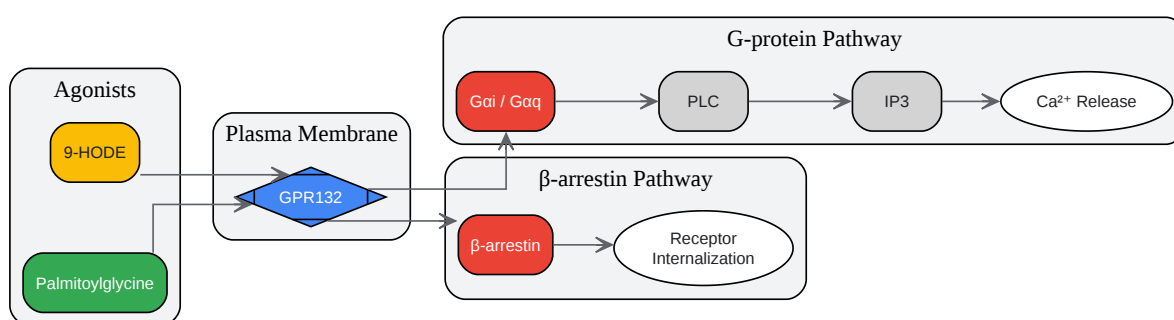 Agonists
9-HODE
Palmitoylglycine
Plasma Membrane
GPR132
G-protein Pathway
Gαi / Gαq
PLC
IP3
Ca²⁺ Release
β-arrestin Pathway
β-arrestin
Receptor
Internalization